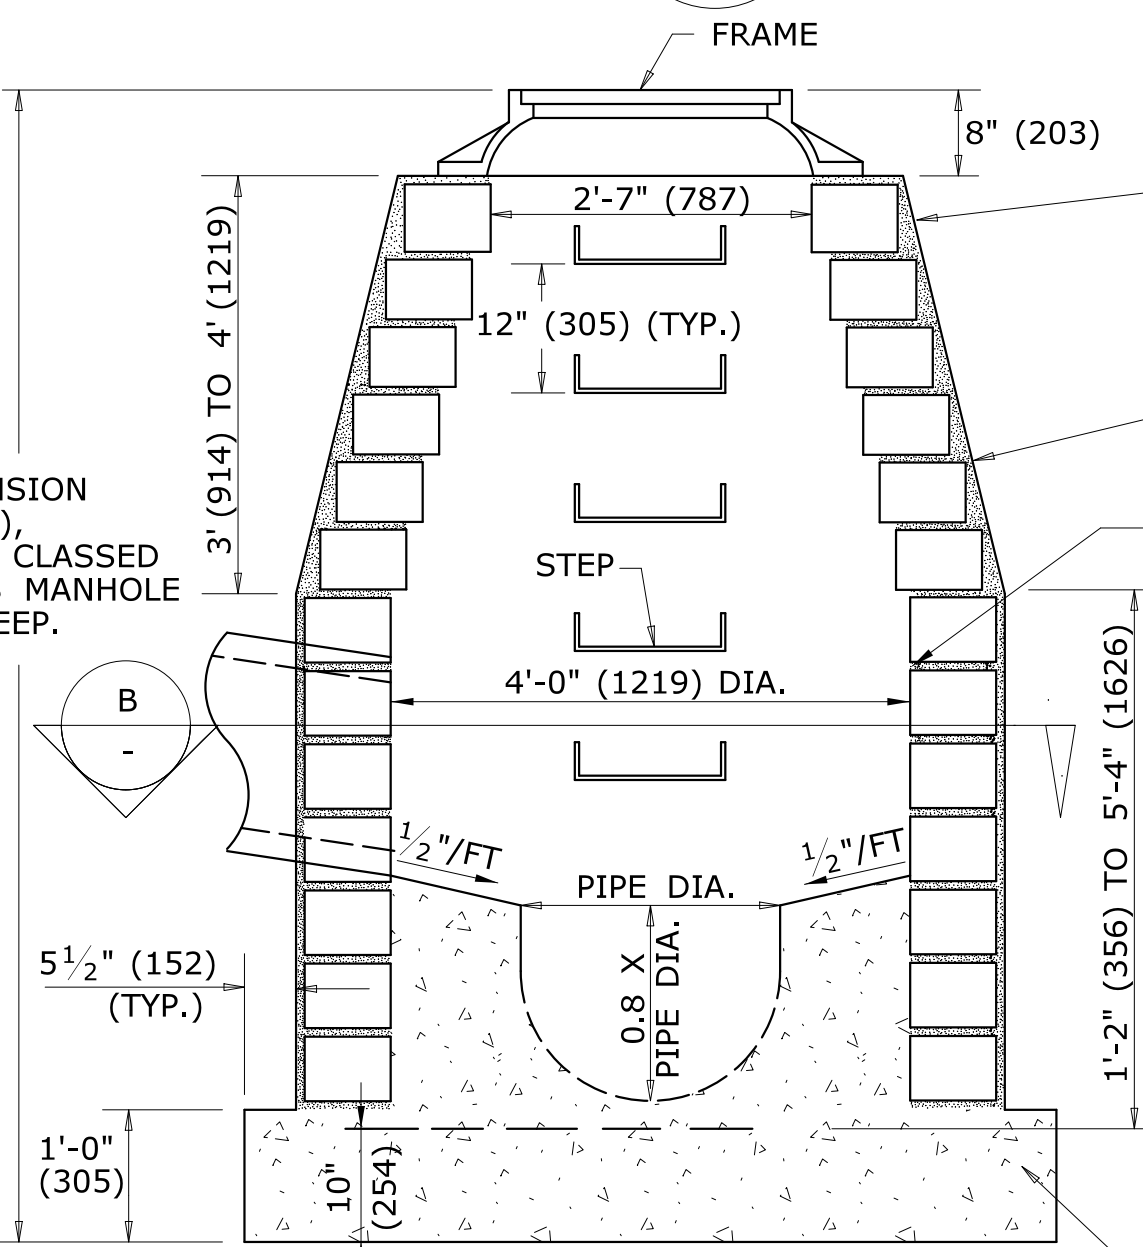 FRAME
8" (203)
2'-7" (787)
3' (914) TO 4' (1219)
12" (305) (TYP.)
CLASSED
MANHOLE
STEP
4'-0" (1219) DIA.
B
-
1/2"/FT
1/2"/FT
PIPE DIA.
0.8 X
PIPE DIA.
1'-2" (356) TO 5'-4" (1626)
5 1/2" (152)
(TYP.)
1'-0"
(305)
10"
(254)